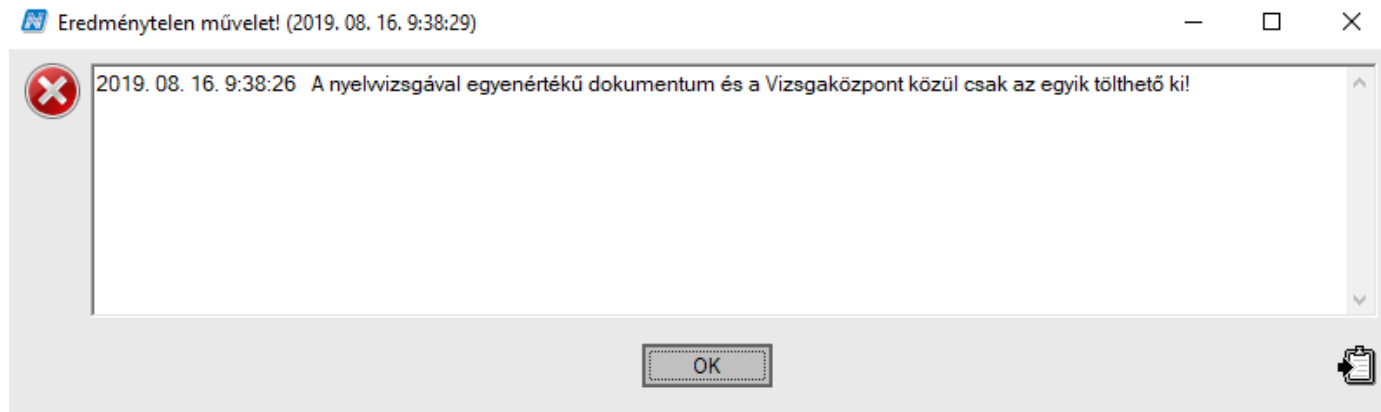 Eredménytelen művelet! (2019. 08. 16. 9:38:29)
2019. 08. 16. 9:38:26 A nyelvvizsgával egyenértékű dokumentum és a Vizsgaközpont közül csak az egyik tölthető ki!
OK